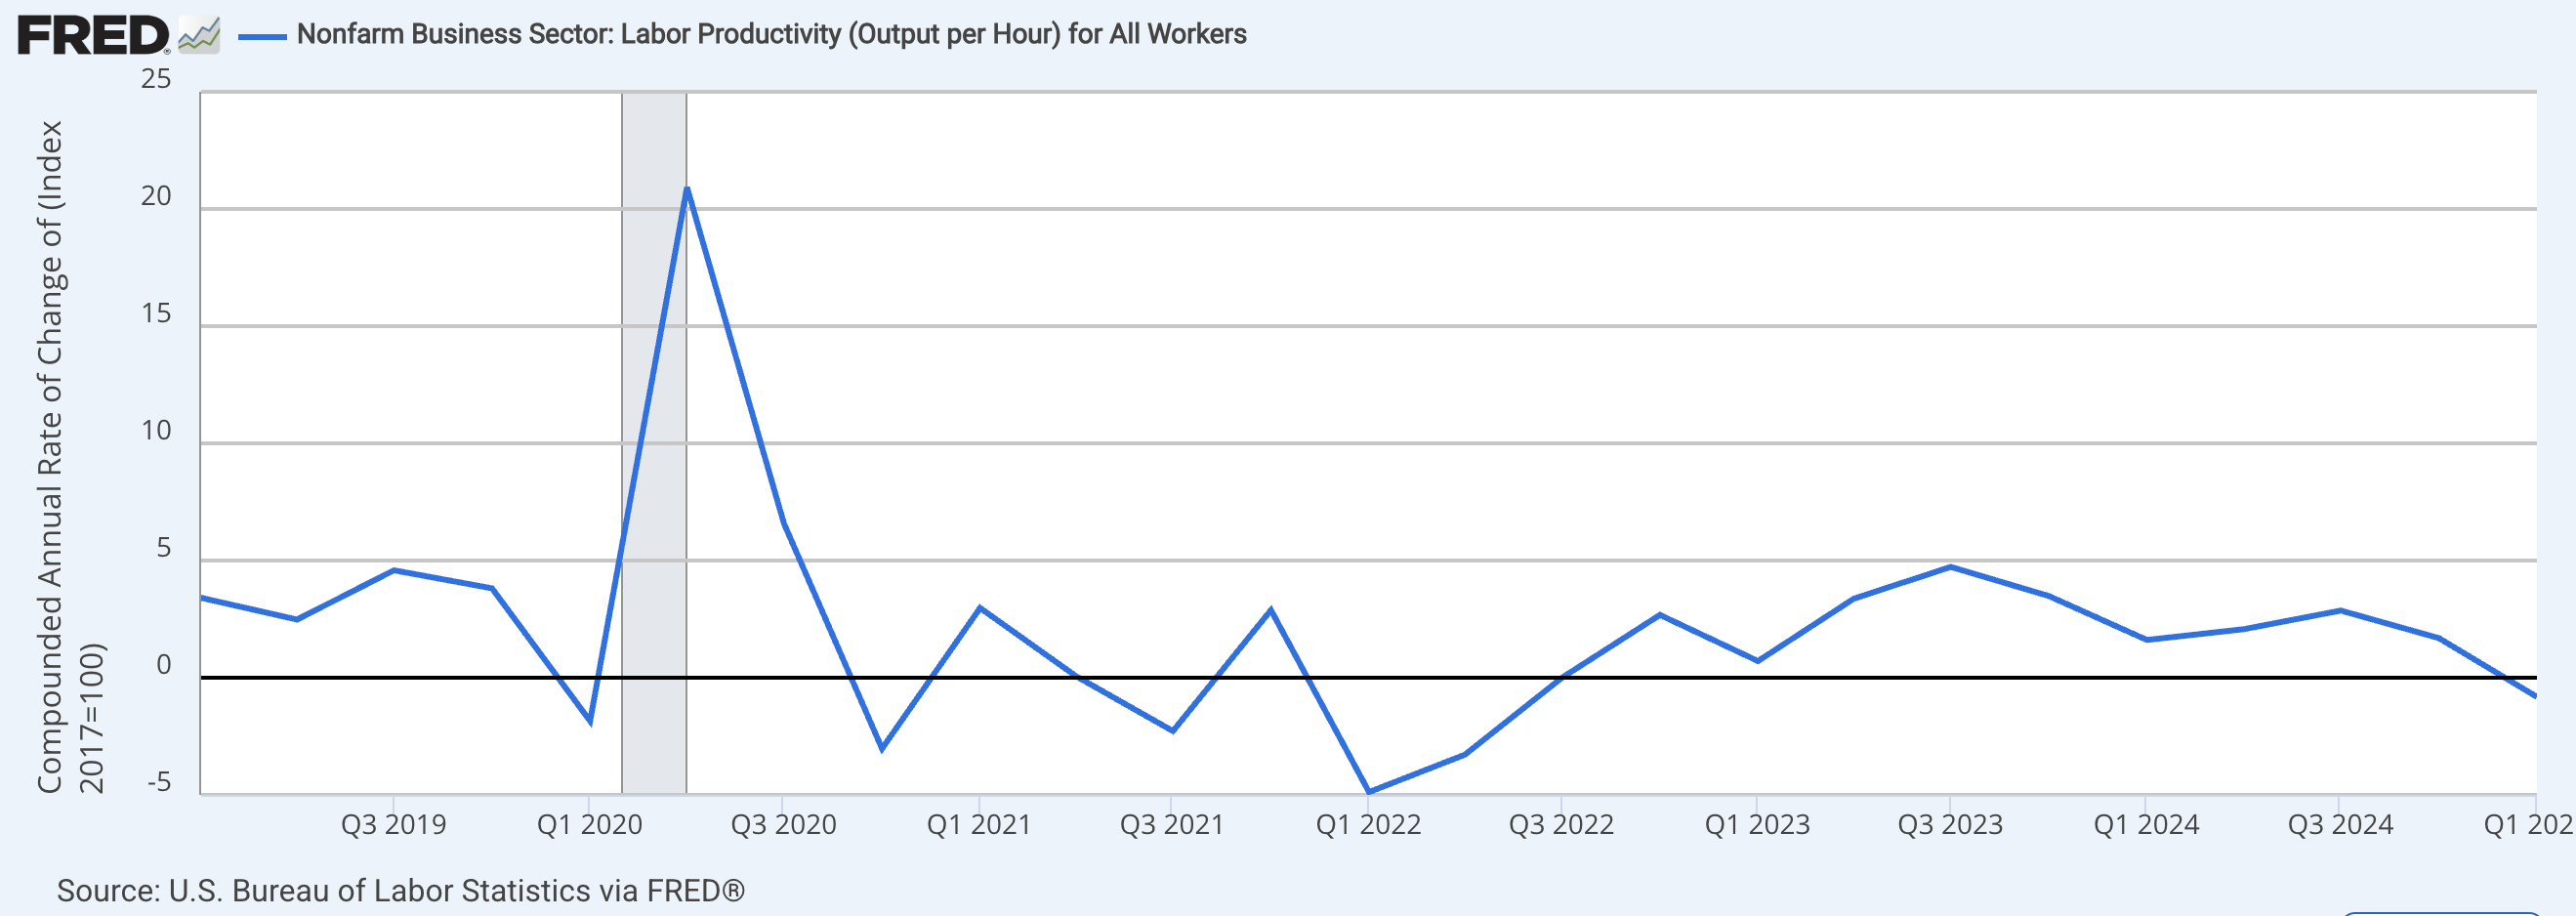 FRED® Nonfarm Business Sector: Labor Productivity (Output per Hour) for All Workers
Compounded Annual Rate of Change of (Index
2017=100)
25
20
15
10
5
0
-5
Q3 2019 Q1 2020 Q3 2020 Q1 2021 Q3 2021 Q1 2022 Q3 2022 Q1 2023 Q3 2023 Q1 2024 Q3 2024 Q1 202
Source: U.S. Bureau of Labor Statistics via FRED®